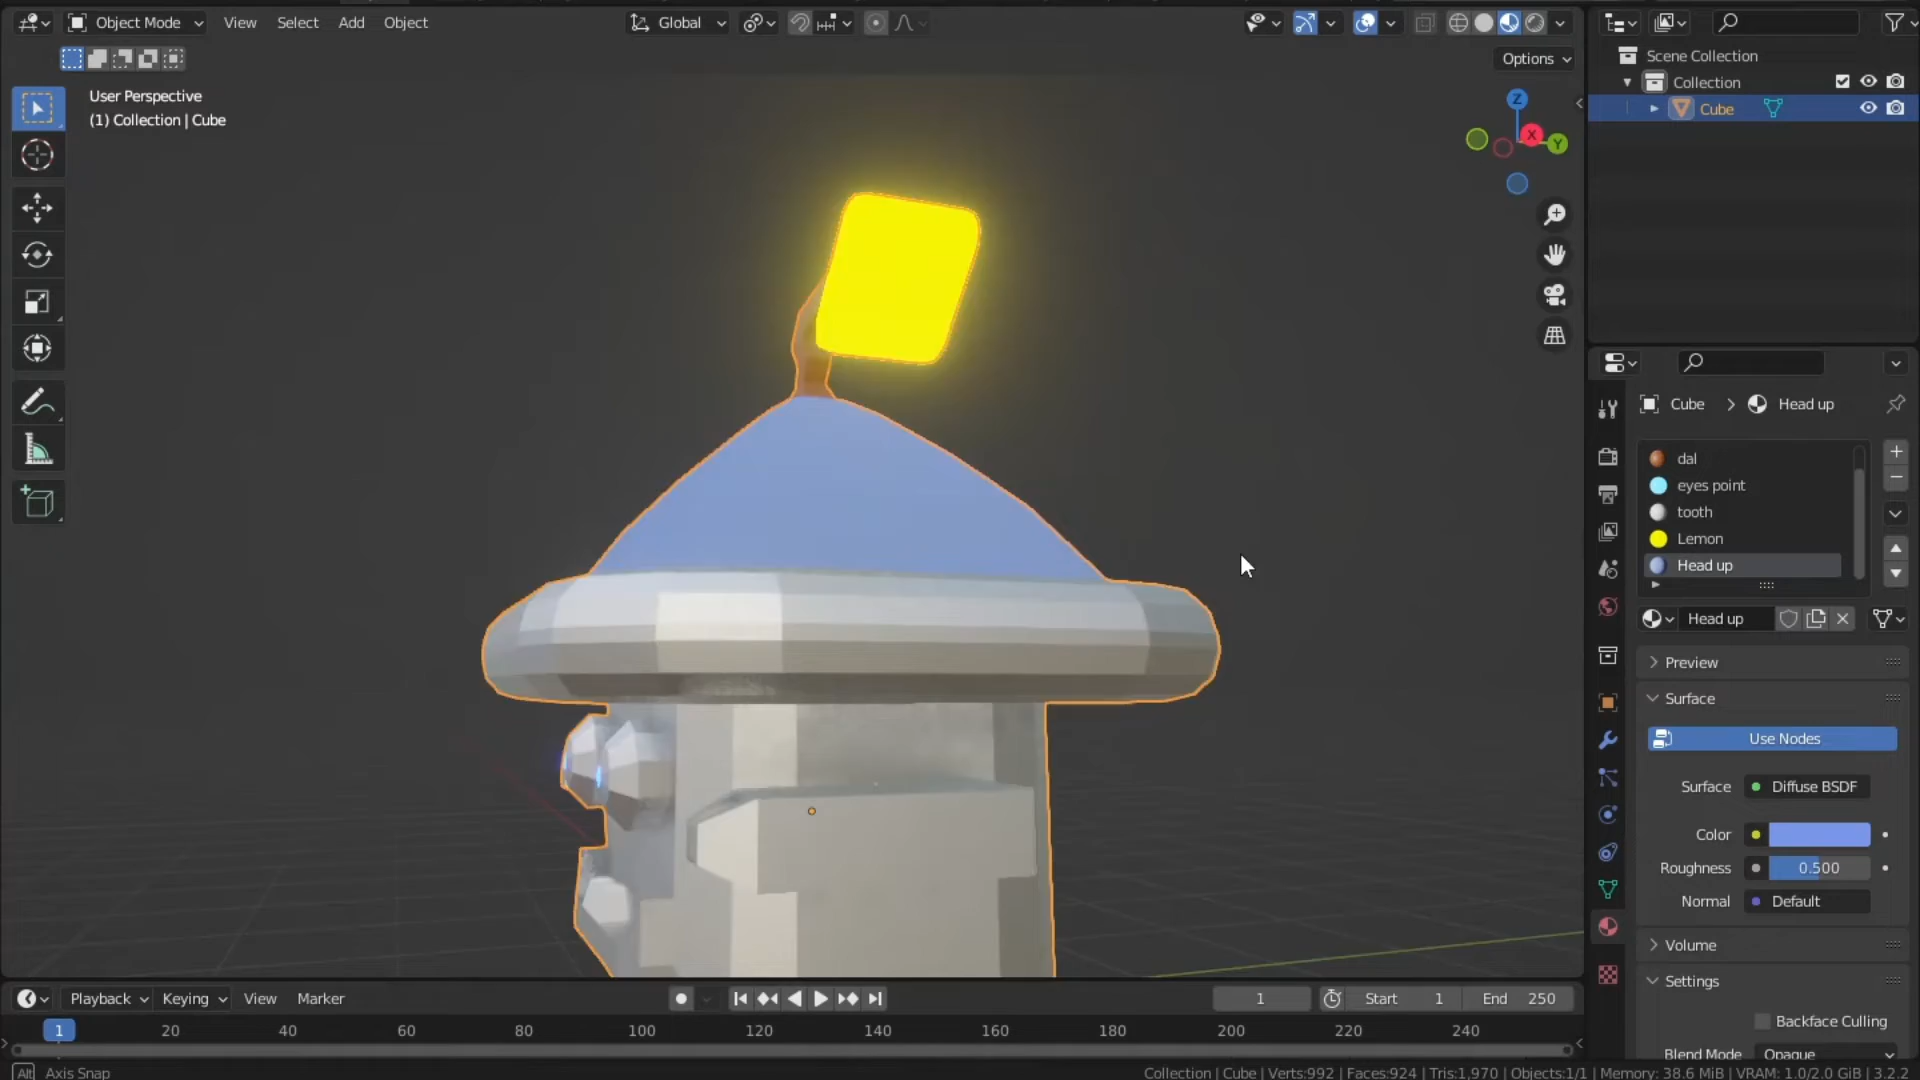 Object Mode View Select Add Object Global
Options
User Perspective
(1) Collection | Cube
Z
X
Y
Scene Collection
Collection
Cube
Cube > Head up
dal
eyes point
tooth
Lemon
Head up
Head up
Preview
Surface
Use Nodes
Surface Diffuse BSDF
Color
Roughness 0.500
Normal Default
Volume
Settings
Backface Culling
Blend Mode Opaque
Playback Keying View Marker 1 Start 1 End 250
1 20 40 60 80 100 120 140 160 180 200 220 240
Alt Axis Snap
Collection | Cube | Verts:992 | Faces:924 | Tris:1,970 | Objects:1/1 | Memory: 38.6 MiB | VRAM: 1.0/2.0 GiB | 3.2.2